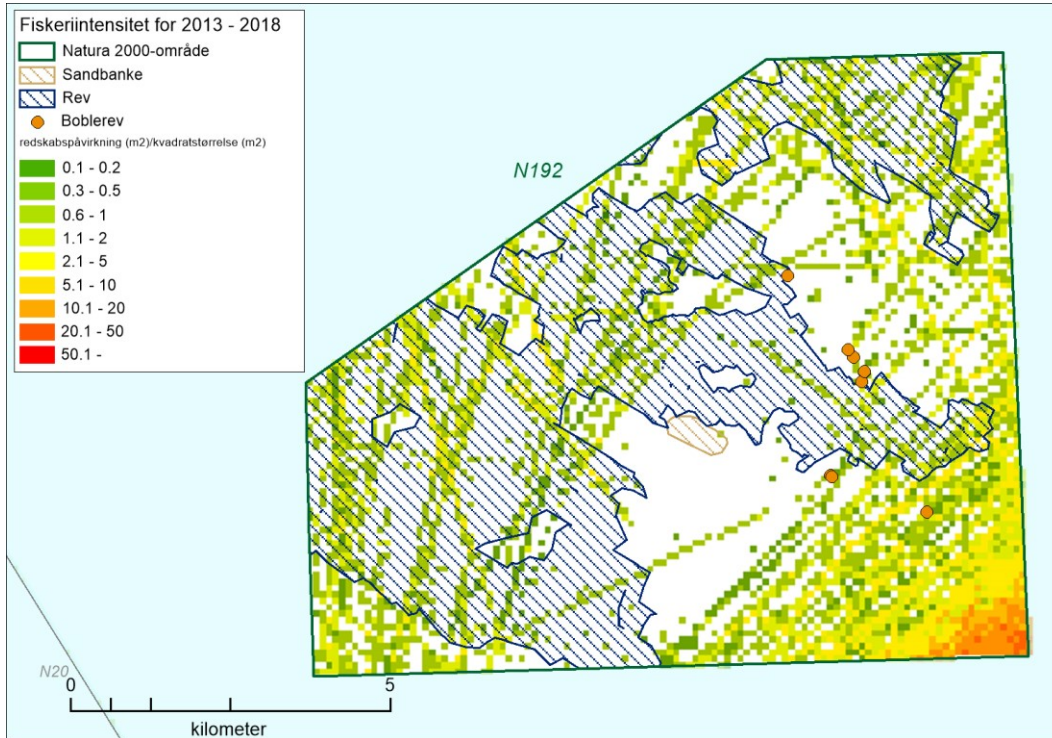 Fiskeriintensitet for 2013 - 2018
Natura 2000-område
Sandbanke
Rev
Boblerev
redskabspåvirkning (m2)/kvadratstørrelse (m2)
0.1 - 0.2
0.3 - 0.5
0.6 - 1
1.1 - 2
2.1 - 5
5.1 - 10
10.1 - 20
20.1 - 50
50.1 -
N192
N20
0 5
kilometer